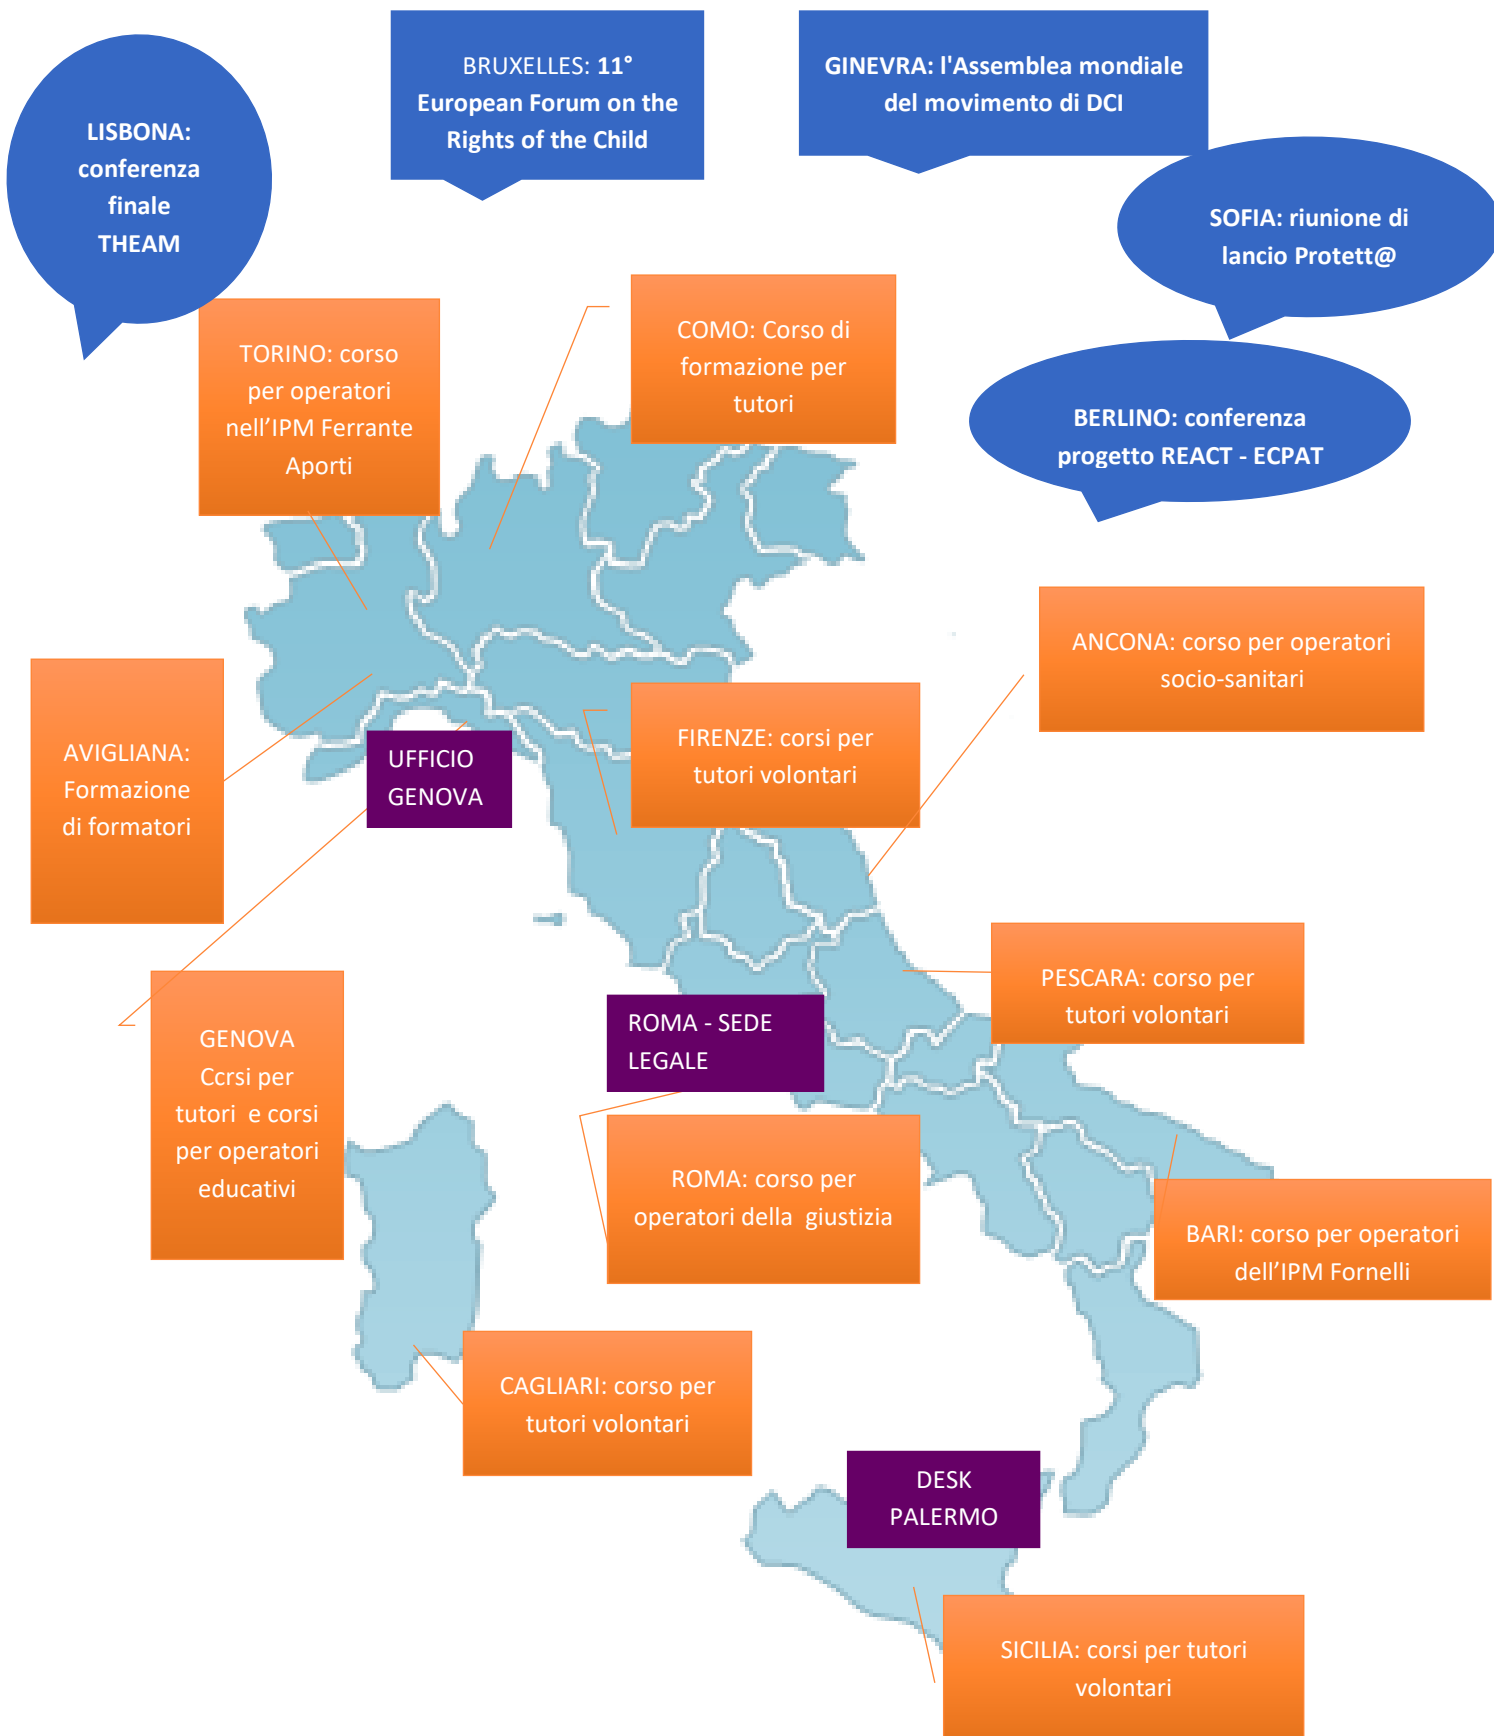 LISBONA:
conferenza
finale
THEAM
BRUXELLES: 11°
European Forum on the
Rights of the Child
GINEVRA: l'Assemblea mondiale
del movimento di DCI
SOFIA: riunione di
lancio Protett@
BERLINO: conferenza
progetto REACT - ECPAT
TORINO: corso
per operatori
nell’IPM Ferrante
Aporti
COMO: Corso di
formazione per
tutori
ANCONA: corso per operatori
socio-sanitari
AVIGLIANA:
Formazione
di formatori
UFFICIO
GENOVA
FIRENZE: corsi per
tutori volontari
PESCARA: corso per
tutori volontari
GENOVA
Ccrsi per
tutori  e corsi
per operatori
educativi
ROMA - SEDE
LEGALE
ROMA: corso per
operatori della  giustizia
BARI: corso per operatori
dell’IPM Fornelli
CAGLIARI: corso per
tutori volontari
DESK
PALERMO
SICILIA: corsi per tutori
volontari